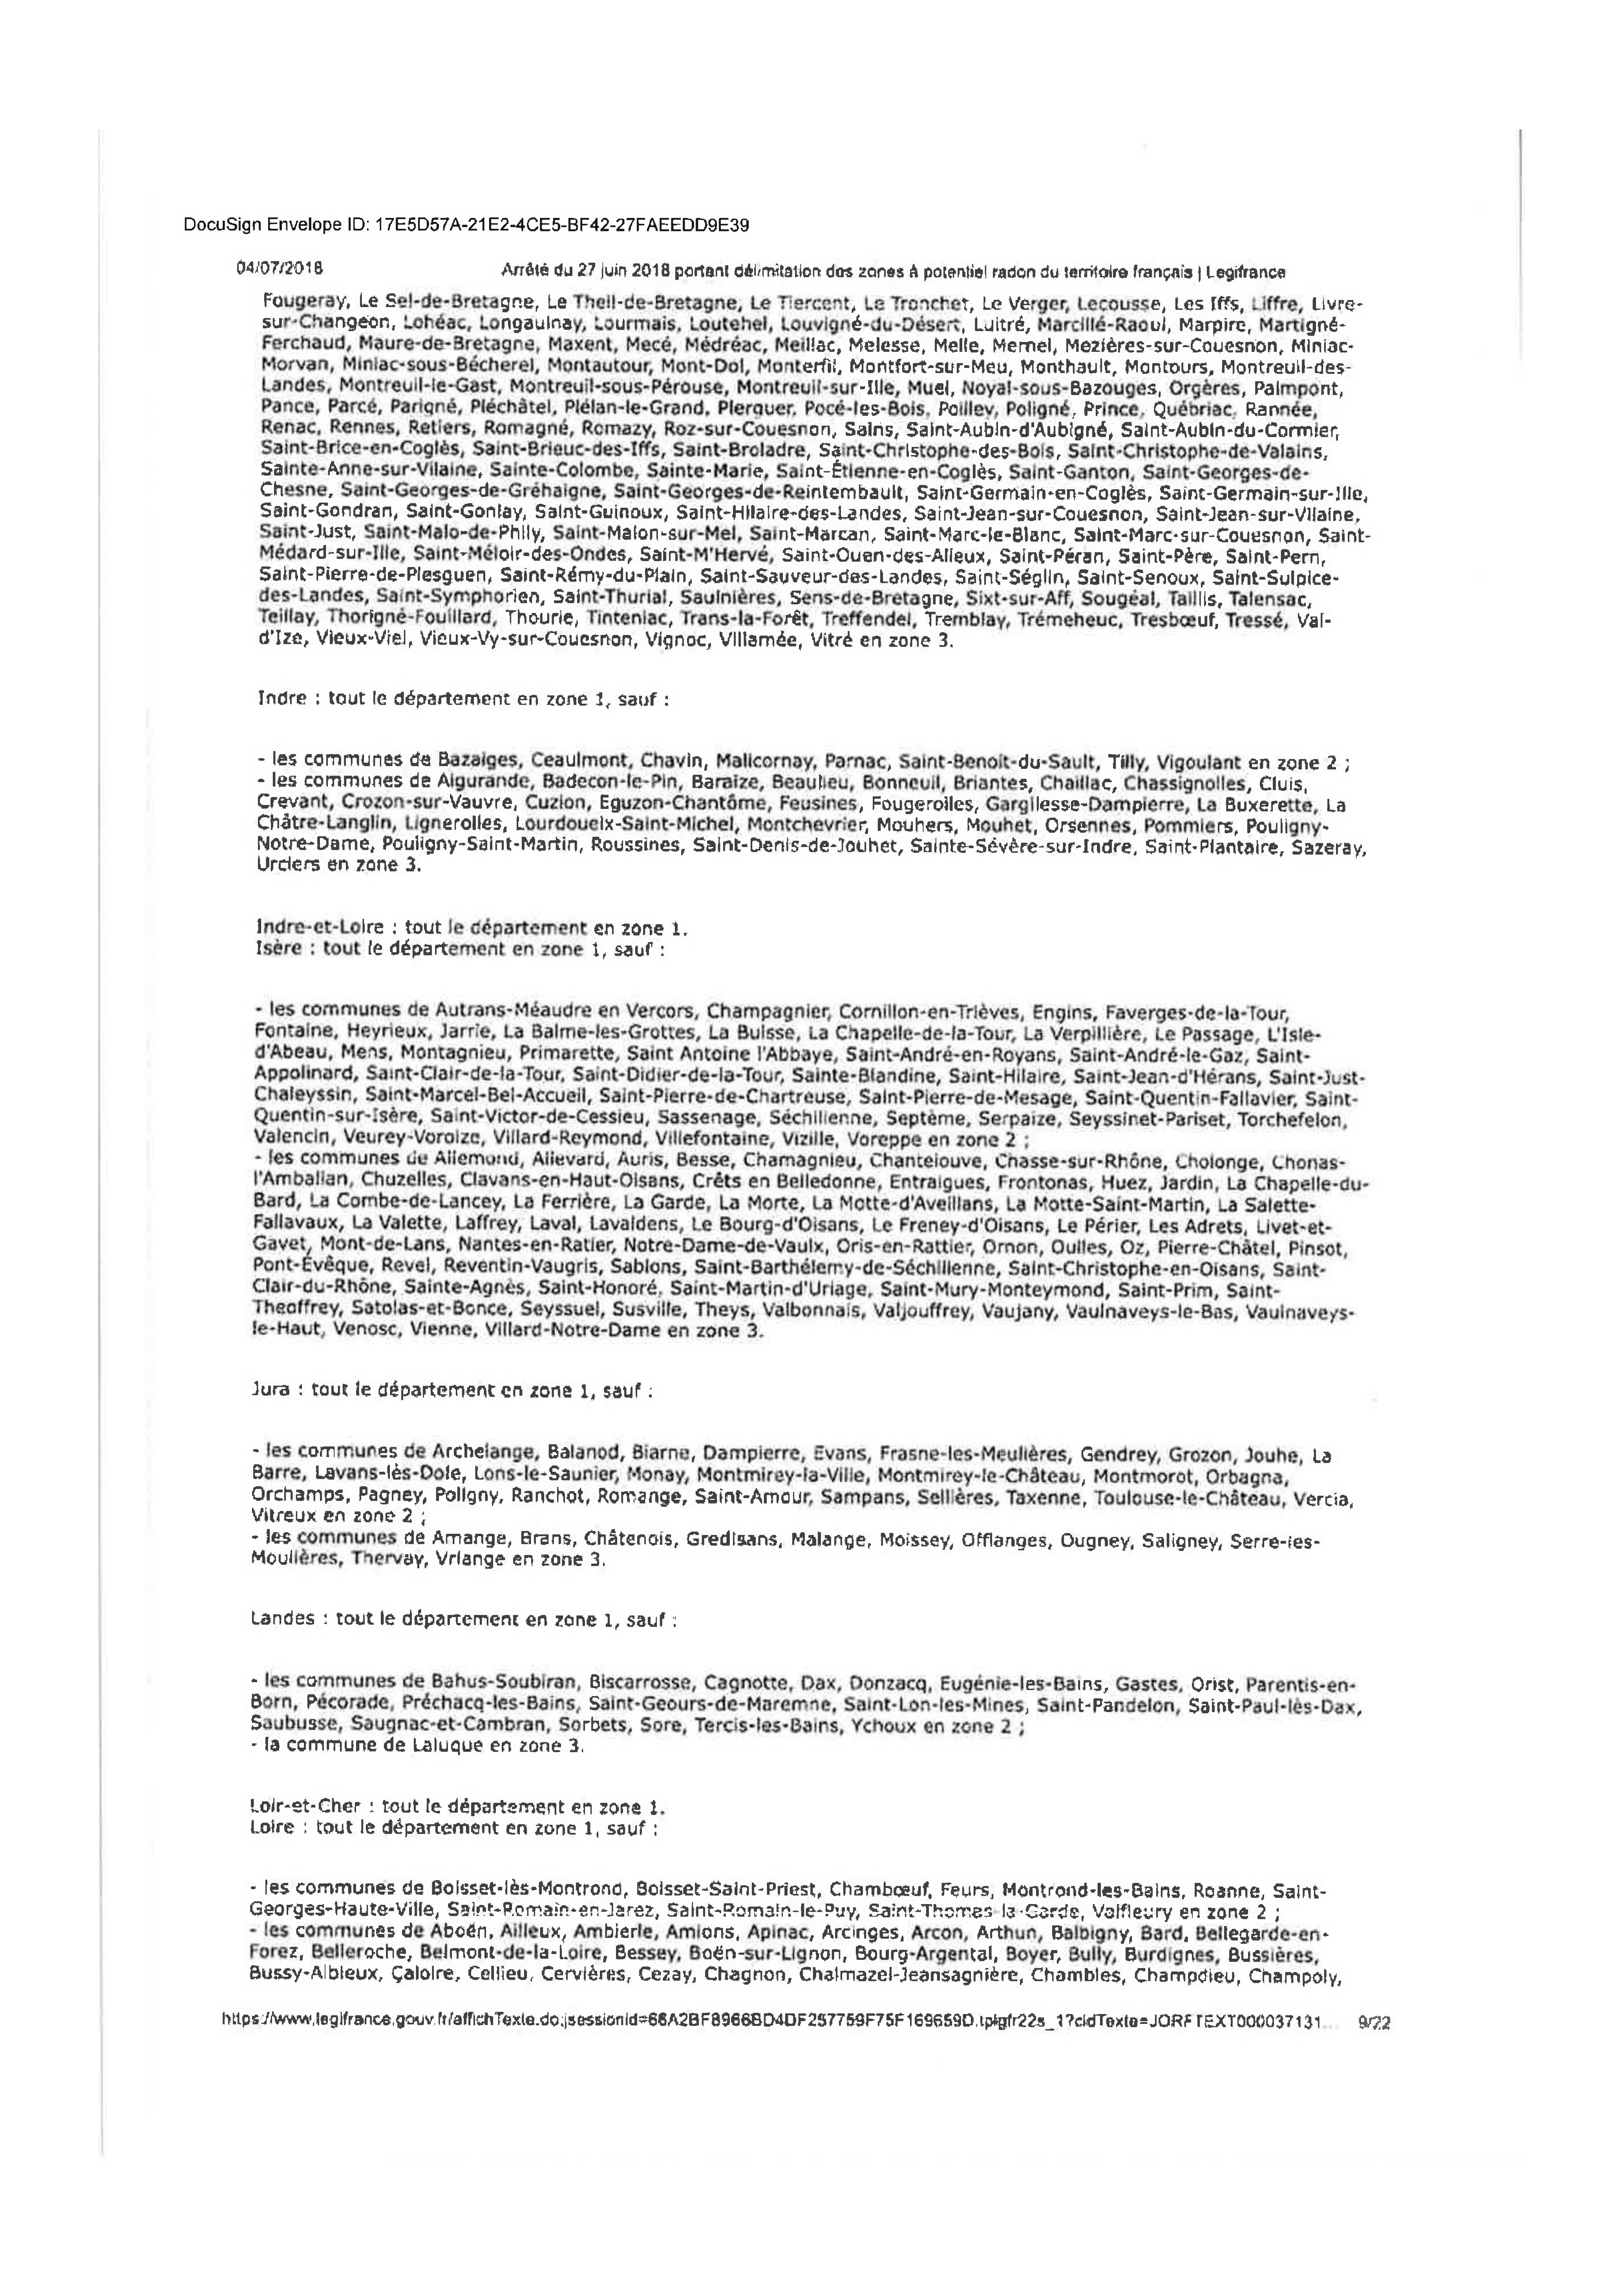 DocuSign Envelope ID: 17E5D57A-21E2-4CE5-BF42-27FAEEDD9E39
04/07/2018 Arrêté du 27 juin 2018 portant délimitation des zones à potentiel radon du territoire français | Legifrance
Fougeray, Le Sel-de-Bretagne, Le Theil-de-Bretagne, Le Tiercent, Le Tronchet, Le Verger, Lecousse, Les Iffs, Liffre, Livre-
sur-Changeon, Lohéac, Longaulnay, Lourmais, Loutehel, Louvigné-du-Désert, Luitré, Marcillé-Raoul, Marpire, Martigné-
Ferchaud, Maure-de-Bretagne, Maxent, Mecé, Médréac, Meillac, Melesse, Melle, Mernel, Mezières-sur-Couesnon, Miniac-
Morvan, Miniac-sous-Bécherel, Montautour, Mont-Dol, Monterfil, Montfort-sur-Meu, Monthault, Montours, Montreuil-des-
Landes, Montreuil-le-Gast, Montreuil-sous-Pérouse, Montreuil-sur-Ille, Muel, Noyal-sous-Bazouges, Orgères, Paimpont,
Pance, Parcé, Parigné, Pléchâtel, Plélan-le-Grand, Plerguer, Pocé-les-Bois, Poilley, Poligné, Prince, Québriac, Rannée,
Renac, Rennes, Retiers, Romagné, Romazy, Roz-sur-Couesnon, Sains, Saint-Aubin-d'Aubigné, Saint-Aubin-du-Cormier,
Saint-Brice-en-Coglès, Saint-Brieuc-des-Iffs, Saint-Broladre, Saint-Christophe-des-Bois, Saint-Christophe-de-Valains,
Sainte-Anne-sur-Vilaine, Sainte-Colombe, Sainte-Marie, Saint-Étienne-en-Coglès, Saint-Ganton, Saint-Georges-de-
Chesne, Saint-Georges-de-Gréhaigne, Saint-Georges-de-Reintembault, Saint-Germain-en-Coglès, Saint-Germain-sur-Ille,
Saint-Gondran, Saint-Gonlay, Saint-Guinoux, Saint-Hilaire-des-Landes, Saint-Jean-sur-Couesnon, Saint-Jean-sur-Vilaine,
Saint-Just, Saint-Malo-de-Phily, Saint-Malon-sur-Mel, Saint-Marcan, Saint-Marc-le-Blanc, Saint-Marc-sur-Couesnon, Saint-
Médard-sur-Ille, Saint-Méloir-des-Ondes, Saint-M'Hervé, Saint-Ouen-des-Alleux, Saint-Péran, Saint-Père, Saint-Pern,
Saint-Pierre-de-Plesguen, Saint-Rémy-du-Plain, Saint-Sauveur-des-Landes, Saint-Séglin, Saint-Senoux, Saint-Sulpice-
des-Landes, Saint-Symphorien, Saint-Thurial, Saulnières, Sens-de-Bretagne, Sixt-sur-Aff, Sougéal, Taillis, Talensac,
Teillay, Thorigné-Fouillard, Thourie, Tinteniac, Trans-la-Forêt, Treffendel, Tremblay, Trémeheuc, Tresbœuf, Tressé, Val-
d'Ize, Vieux-Viel, Vieux-Vy-sur-Couesnon, Vignoc, Villamée, Vitré en zone 3.
Indre : tout le département en zone 1, sauf :
- les communes de Bazaiges, Ceaulmont, Chavin, Malicornay, Parnac, Saint-Benoit-du-Sault, Tilly, Vigoulant en zone 2 ;
- les communes de Aigurande, Badecon-le-Pin, Baraize, Beaulieu, Bonneuil, Briantes, Chaillac, Chassignolles, Cluis,
Crevant, Crozon-sur-Vauvre, Cuzion, Eguzon-Chantôme, Feusines, Fougerolles, Gargilesse-Dampierre, La Buxerette, La
Châtre-Langlin, Lignerolles, Lourdoueix-Saint-Michel, Montchevrier, Mouhers, Mouhet, Orsennes, Pommiers, Pouligny-
Notre-Dame, Pouligny-Saint-Martin, Roussines, Saint-Denis-de-Jouhet, Sainte-Sévère-sur-Indre, Saint-Plantaire, Sazeray,
Urciers en zone 3.
Indre-et-Loire : tout le département en zone 1.
Isère : tout le département en zone 1, sauf :
- les communes de Autrans-Méaudre en Vercors, Champagnier, Cornillon-en-Trièves, Engins, Faverges-de-la-Tour,
Fontaine, Heyrieux, Jarrie, La Balme-les-Grottes, La Buisse, La Chapelle-de-la-Tour, La Verpillière, Le Passage, L'Isle-
d'Abeau, Mens, Montagnieu, Primarette, Saint Antoine l'Abbaye, Saint-André-en-Royans, Saint-André-le-Gaz, Saint-
Appolinard, Saint-Clair-de-la-Tour, Saint-Didier-de-la-Tour, Sainte-Blandine, Saint-Hilaire, Saint-Jean-d'Hérans, Saint-Just-
Chaleyssin, Saint-Marcel-Bel-Accueil, Saint-Pierre-de-Chartreuse, Saint-Pierre-de-Mesage, Saint-Quentin-Fallavier, Saint-
Quentin-sur-Isère, Saint-Victor-de-Cessieu, Sassenage, Séchilienne, Septème, Serpaize, Seyssinet-Pariset, Torchefelon,
Valencin, Veurey-Voroize, Villard-Reymond, Villefontaine, Vizille, Voreppe en zone 2 ;
- les communes de Allemond, Allevard, Auris, Besse, Chamagnieu, Chantelouve, Chasse-sur-Rhône, Cholonge, Chonas-
l'Amballan, Chuzelles, Clavans-en-Haut-Oisans, Crêts en Belledonne, Entraigues, Frontonas, Huez, Jardin, La Chapelle-du-
Bard, La Combe-de-Lancey, La Ferrière, La Garde, La Morte, La Motte-d'Aveillans, La Motte-Saint-Martin, La Salette-
Fallavaux, La Valette, Laffrey, Laval, Lavaldens, Le Bourg-d'Oisans, Le Freney-d'Oisans, Le Périer, Les Adrets, Livet-et-
Gavet, Mont-de-Lans, Nantes-en-Ratier, Notre-Dame-de-Vaulx, Oris-en-Rattier, Ornon, Oulles, Oz, Pierre-Châtel, Pinsot,
Pont-Évêque, Revel, Reventin-Vaugris, Sablons, Saint-Barthélemy-de-Séchilienne, Saint-Christophe-en-Oisans, Saint-
Clair-du-Rhône, Sainte-Agnès, Saint-Honoré, Saint-Martin-d'Uriage, Saint-Mury-Monteymond, Saint-Prim, Saint-
Theoffrey, Satolas-et-Bonce, Seyssuel, Susville, Theys, Valbonnais, Valjouffrey, Vaujany, Vaulnaveys-le-Bas, Vaulnaveys-
le-Haut, Venosc, Vienne, Villard-Notre-Dame en zone 3.
Jura : tout le département en zone 1, sauf :
- les communes de Archelange, Balanod, Biarne, Dampierre, Evans, Frasne-les-Meulières, Gendrey, Grozon, Jouhe, La
Barre, Lavans-lès-Dole, Lons-le-Saunier, Monay, Montmirey-la-Ville, Montmirey-le-Château, Montmorot, Orbagna,
Orchamps, Pagney, Poligny, Ranchot, Romange, Saint-Amour, Sampans, Sellières, Taxenne, Toulouse-le-Château, Vercia,
Vitreux en zone 2 ;
- les communes de Amange, Brans, Châtenois, Gredisans, Malange, Moissey, Offlanges, Ougney, Saligney, Serre-les-
Moulières, Thervay, Vriange en zone 3.
Landes : tout le département en zone 1, sauf :
- les communes de Bahus-Soubiran, Biscarrosse, Cagnotte, Dax, Donzacq, Eugénie-les-Bains, Gastes, Orist, Parentis-en-
Born, Pécorade, Préchacq-les-Bains, Saint-Geours-de-Maremne, Saint-Lon-les-Mines, Saint-Pandelon, Saint-Paul-lès-Dax,
Saubusse, Saugnac-et-Cambran, Sorbets, Sore, Tercis-les-Bains, Ychoux en zone 2 ;
- la commune de Laluque en zone 3.
Loir-et-Cher : tout le département en zone 1.
Loire : tout le département en zone 1, sauf :
- les communes de Boisset-lès-Montrond, Boisset-Saint-Priest, Chambœuf, Feurs, Montrond-les-Bains, Roanne, Saint-
Georges-Haute-Ville, Saint-Romain-en-Jarez, Saint-Romain-le-Puy, Saint-Thomas-la-Garde, Valfleury en zone 2 ;
- les communes de Aboën, Ailleux, Ambierle, Amions, Apinac, Arcinges, Arcon, Arthun, Balbigny, Bard, Bellegarde-en-
Forez, Belleroche, Belmont-de-la-Loire, Bessey, Boën-sur-Lignon, Bourg-Argental, Boyer, Bully, Burdignes, Bussières,
Bussy-Albieux, Çaloire, Cellieu, Cervières, Cezay, Chagnon, Chalmazel-Jeansagnière, Chambles, Champdieu, Champoly,
https://www.legifrance.gouv.fr/affichTexte.do;jsessionid=68A2BF8966BD4DF257759F75F169659D.tplgfr22s_1?cidTexte=JORFTEXT000037131... 9/22